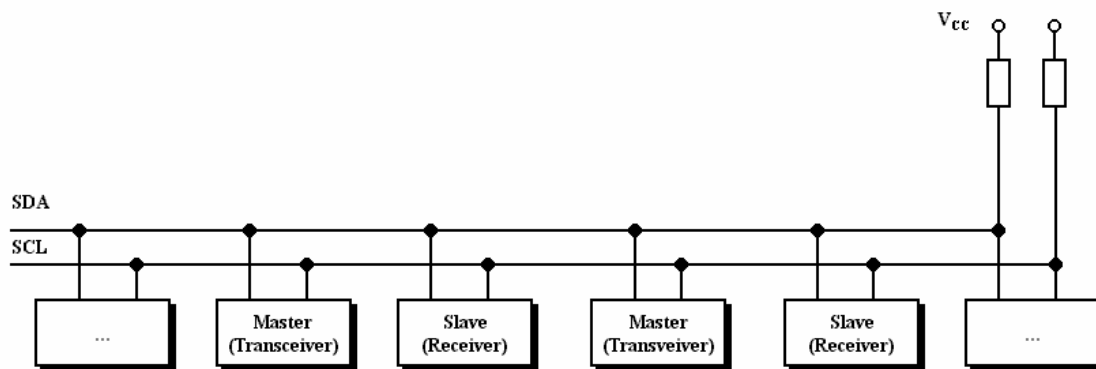 Vcc
SDA
SCL
...
Master
(Transceiver)
Slave
(Receiver)
Master
(Transveiver)
Slave
(Receiver)
...